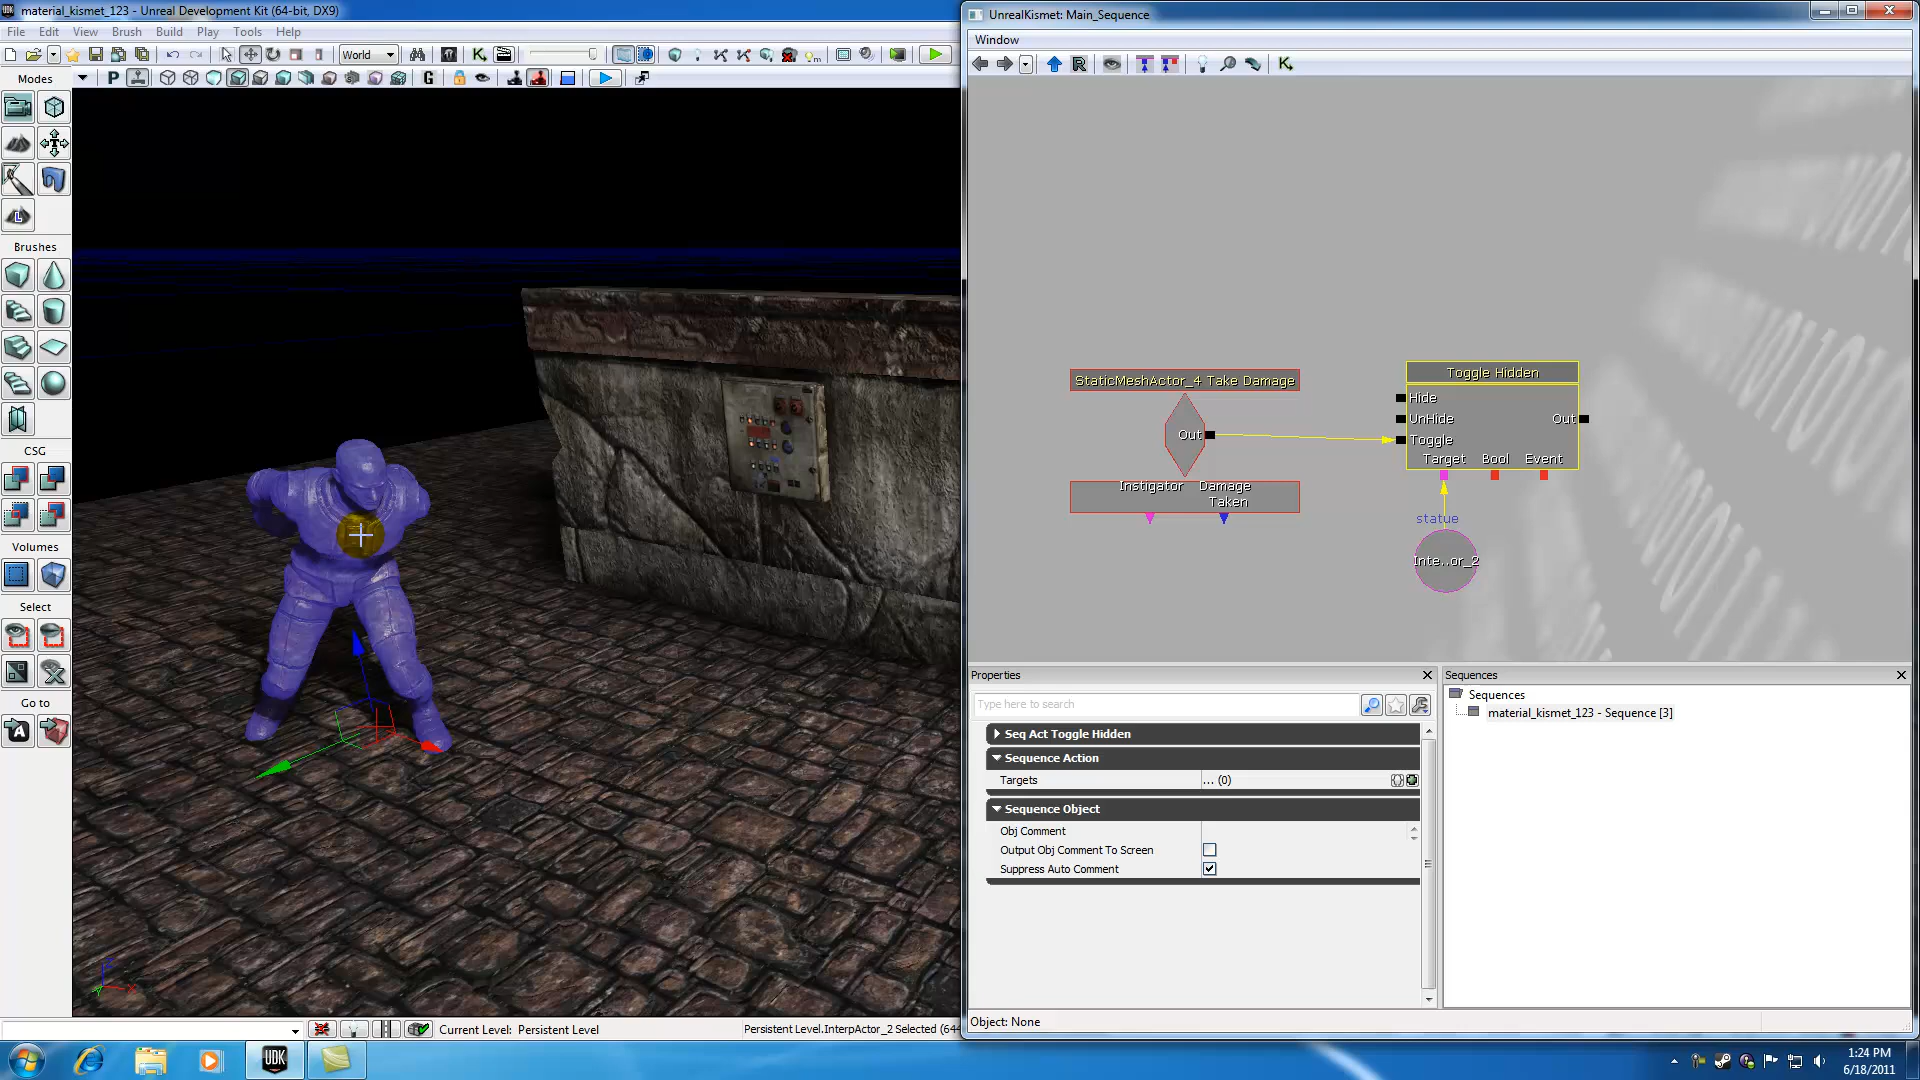 material_kismet_123 - Unreal Development Kit (64-bit, DX9)
File Edit View Brush Build Play Tools Help
World
Modes
P
G
Brushes
CSG
Volumes
Select
Go to
Current Level: Persistent Level
Persistent Level.InterpActor_2 Selected (644
UnrealKismet: Main_Sequence
Window
StaticMeshActor_4 Take Damage
Out
Instigator Damage
Taken
Toggle Hidden
Hide
UnHide Out
Toggle
Target Bool Event
statue
Inte..or_2
Properties
Type here to search
Seq Act Toggle Hidden
Sequence Action
Targets ... (0)
Sequence Object
Obj Comment
Output Obj Comment To Screen
Suppress Auto Comment
Sequences
Sequences
material_kismet_123 - Sequence [3]
Object: None
UDK
1:24 PM
6/18/2011